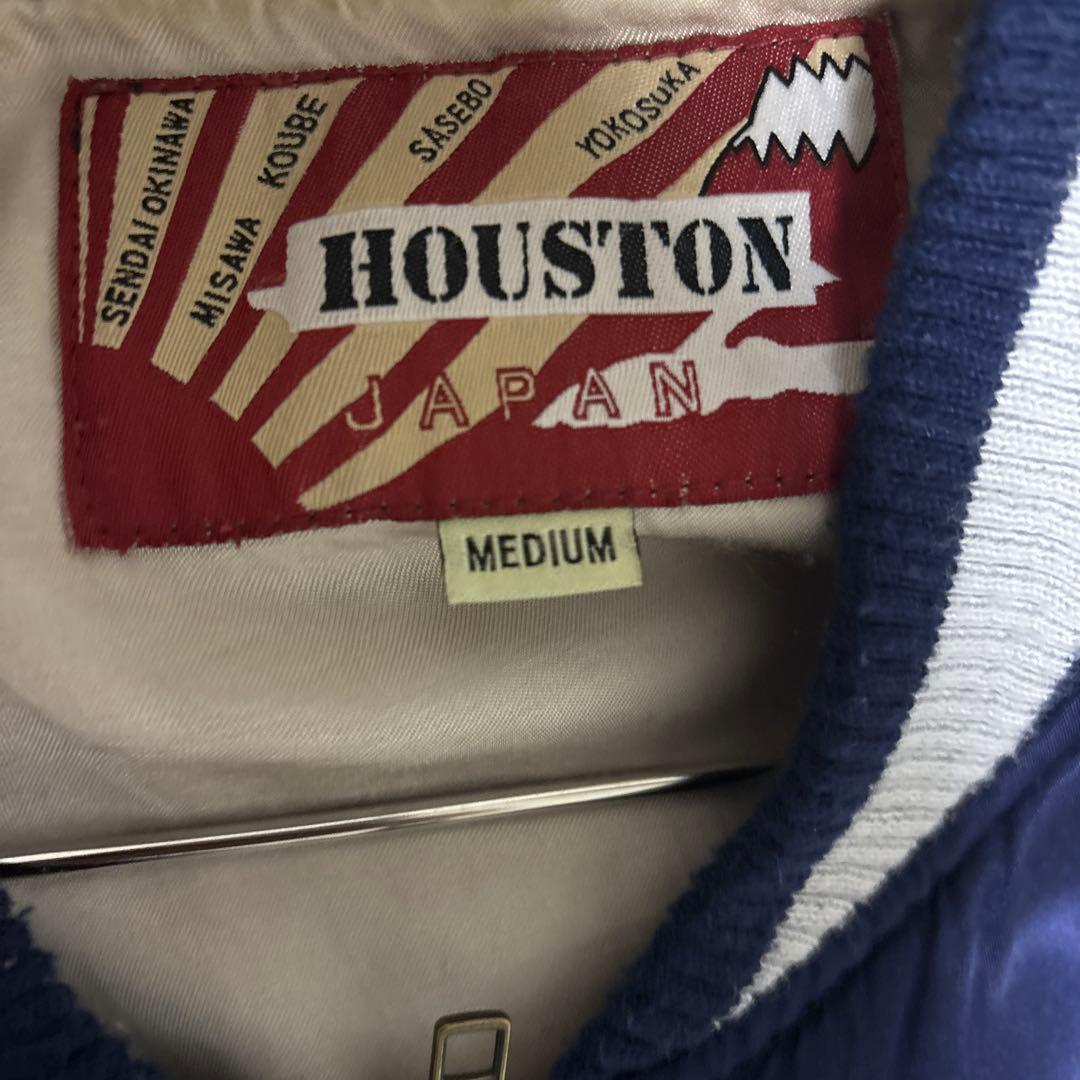 SENDAI OKINAWA
MISAWA KOUBE
SASEBO
YOKOSUKA
HOUSTON
JAPAN
MEDIUM